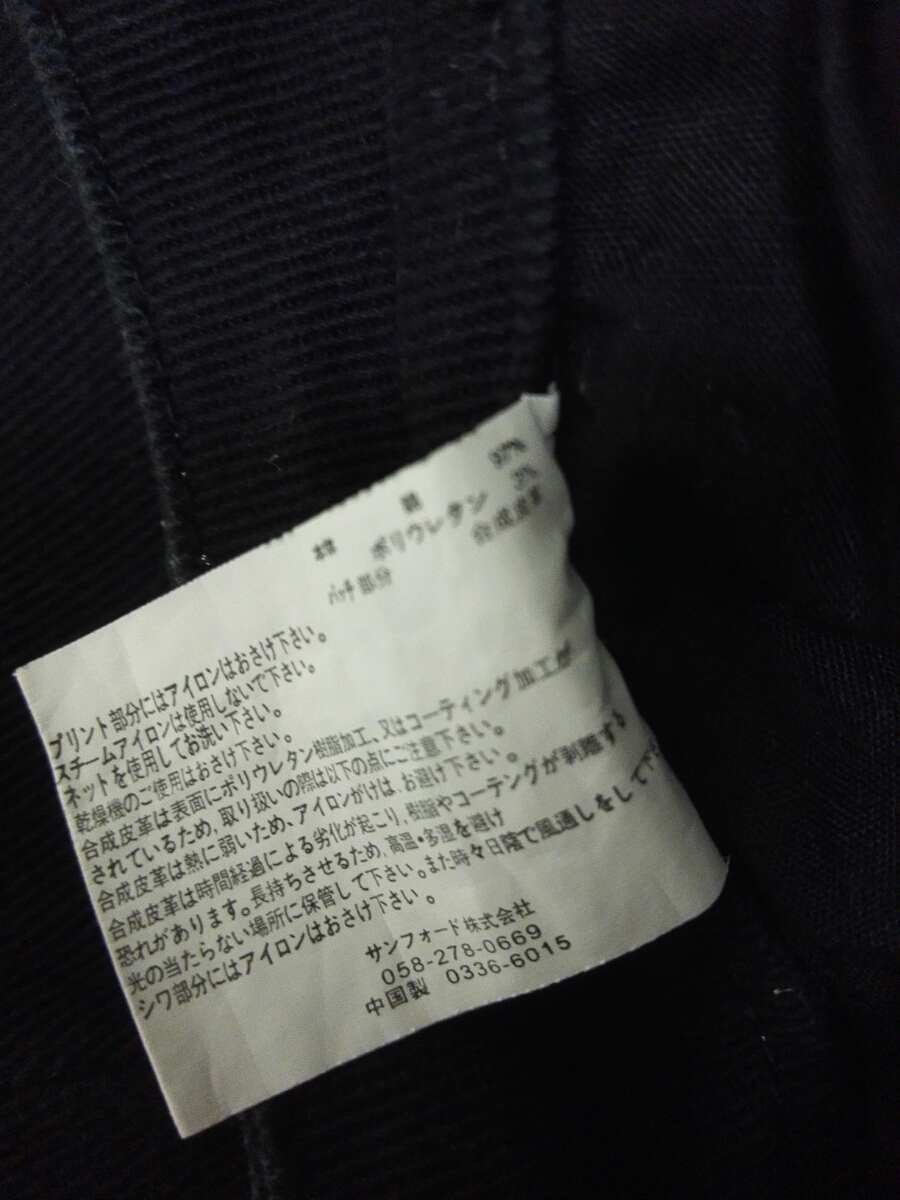 本体 綿 97%
ポリウレタン 3%
パッチ部分 合成皮革
プリント部分にはアイロンはおさけ下さい。
スチームアイロンは使用しないで下さい。
ネットを使用してお洗い下さい。
乾燥機のご使用はおさけ下さい。
合成皮革は表面にポリウレタン樹脂加工、又はコーティング加工が
されているため、取り扱いの際は以下の点にご注意下さい。
合成皮革は熱に弱いため、アイロンがけは、お避け下さい。
合成皮革は時間経過による劣化が起こり、樹脂やコーテングが剥離する
恐れがあります。長持ちさせるため、高温・多湿を避け
光の当たらない場所に保管して下さい。また時々日陰で風通しをして下
シワ部分にはアイロンはおさけ下さい。
サンフォード株式会社
058-278-0669
中国製 0336-6015